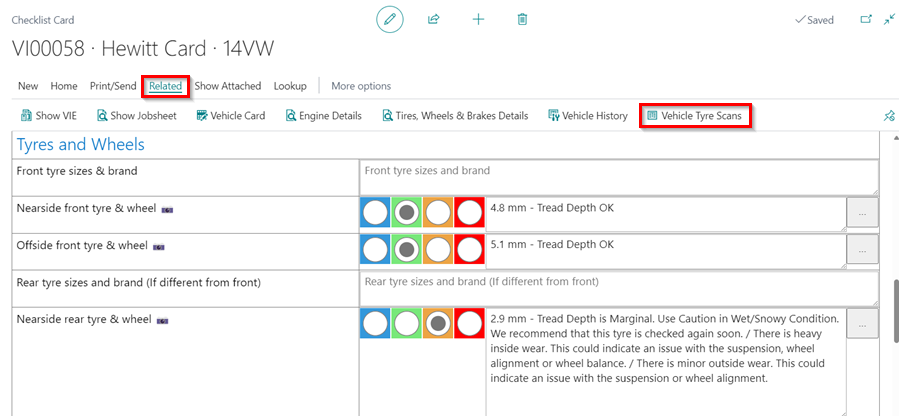 Checklist Card
Saved
VI00058 · Hewitt Card · 14VW
New Home Print/Send Related Show Attached Lookup More options
Show VIE Show Jobsheet Vehicle Card Engine Details Tires, Wheels & Brakes Details Vehicle History Vehicle Tyre Scans
Tyres and Wheels
Front tyre sizes & brand
Front tyre sizes and brand
Nearside front tyre & wheel
4.8 mm - Tread Depth OK
...
Offside front tyre & wheel
5.1 mm - Tread Depth OK
...
Rear tyre sizes and brand (If different from front)
Rear tyre sizes and brand (If different from front)
Nearside rear tyre & wheel
2.9 mm - Tread Depth is Marginal. Use Caution in Wet/Snowy Condition.
We recommend that this tyre is checked again soon. / There is heavy
inside wear. This could indicate an issue with the suspension, wheel
alignment or wheel balance. / There is minor outside wear. This could
indicate an issue with the suspension or wheel alignment.
...